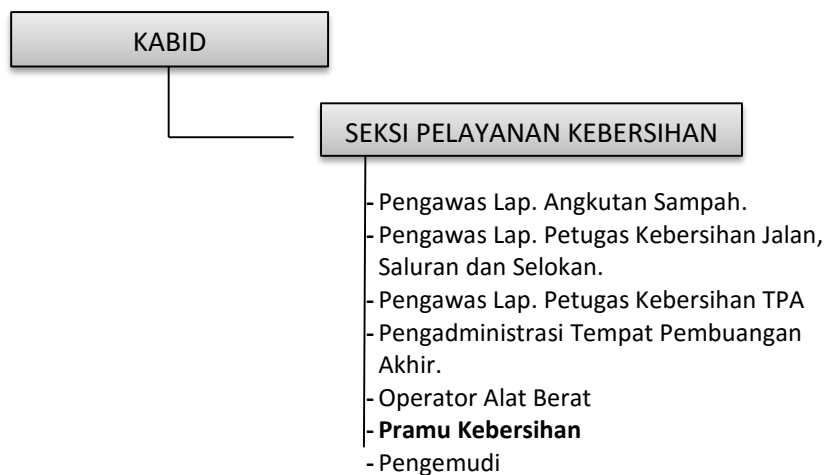 KABID
SEKSI PELAYANAN KEBERSIHAN
- Pengawas Lap. Angkutan Sampah.
- Pengawas Lap. Petugas Kebersihan Jalan,
Saluran dan Selokan.
- Pengawas Lap. Petugas Kebersihan TPA
- Pengadministrasi Tempat Pembuangan
Akhir.
- Operator Alat Berat
- Pramu Kebersihan
- Pengemudi